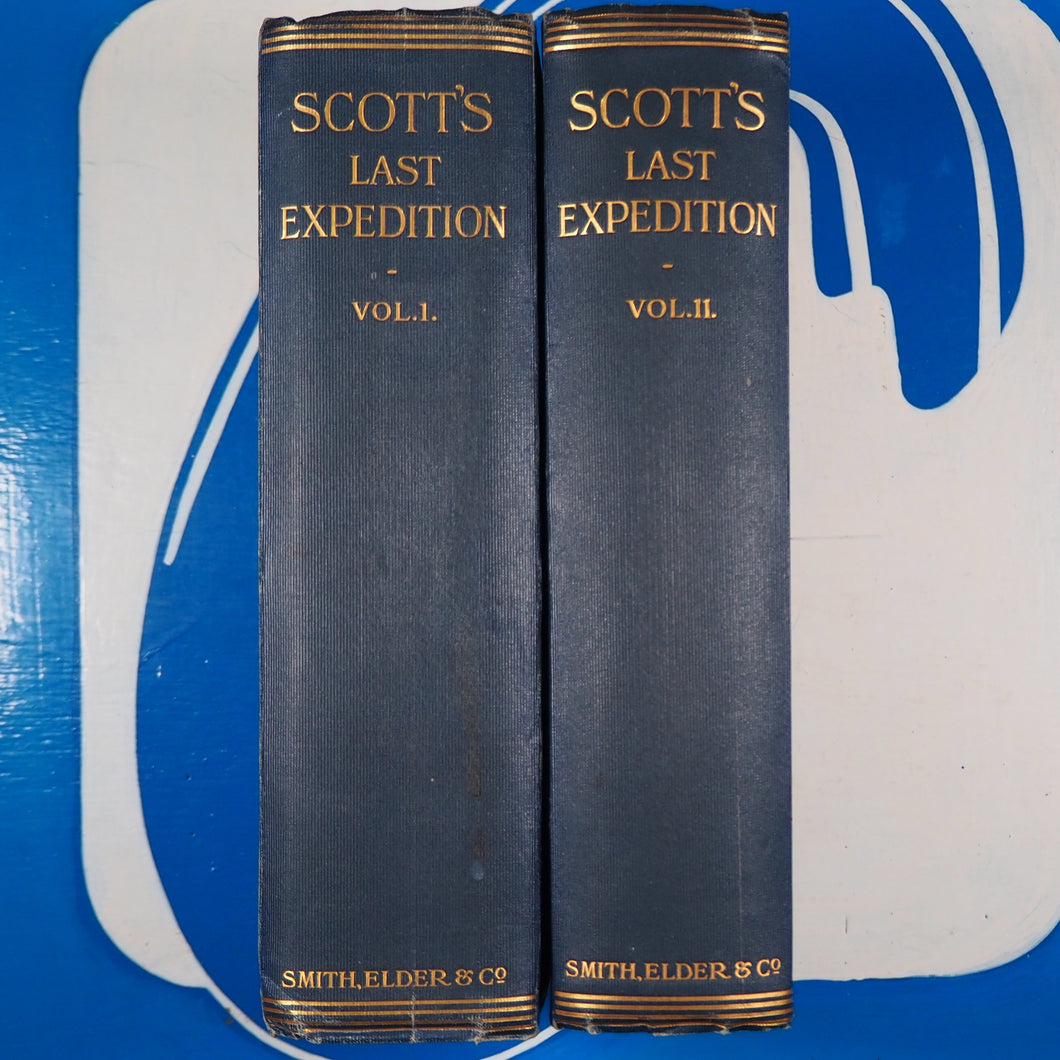 SCOTT'S
LAST
EXPEDITION
-
VOL.I.
SMITH, ELDER & Co
SCOTT'S
LAST
EXPEDITION
-
VOL.II.
SMITH, ELDER & Co